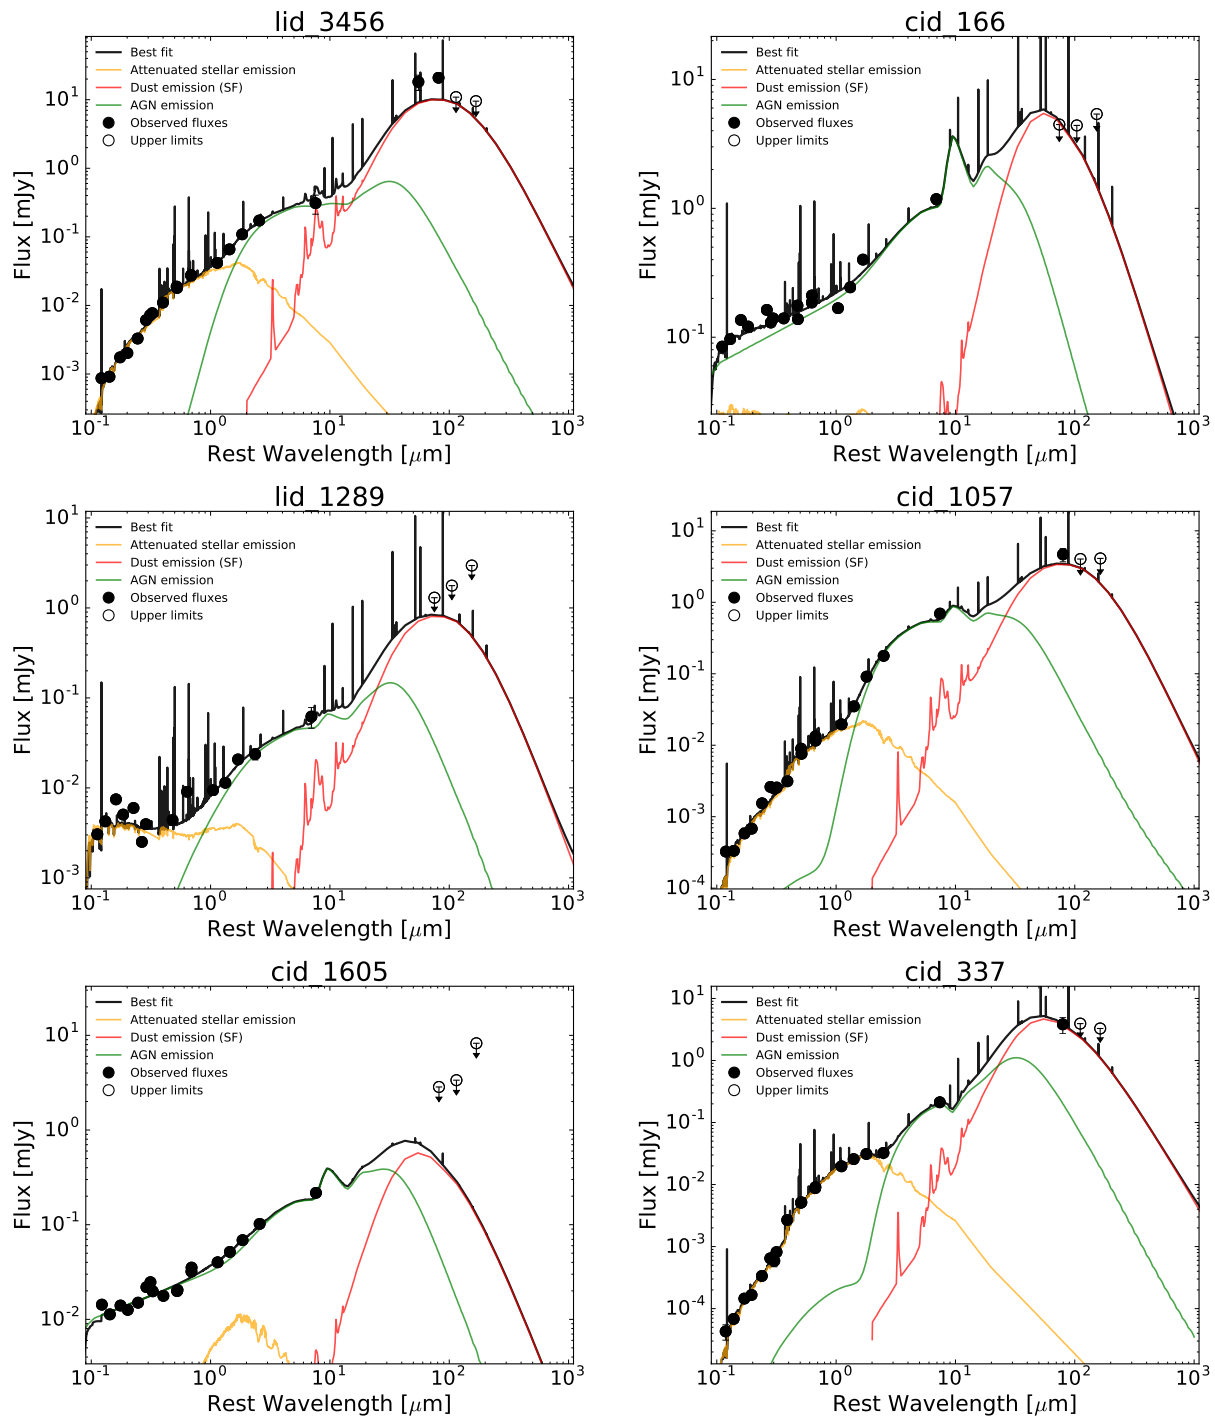 lid_3456
Best fit
Attenuated stellar emission
Dust emission (SF)
AGN emission
Observed fluxes
Upper limits
Flux [mJy]
10^1
10^0
10^-1
10^-2
10^-3
10^-1 10^0 10^1 10^2 10^3
Rest Wavelength [μm]
cid_166
Best fit
Attenuated stellar emission
Dust emission (SF)
AGN emission
Observed fluxes
Upper limits
Flux [mJy]
10^1
10^0
10^-1
10^-1 10^0 10^1 10^2 10^3
Rest Wavelength [μm]
lid_1289
Best fit
Attenuated stellar emission
Dust emission (SF)
AGN emission
Observed fluxes
Upper limits
Flux [mJy]
10^1
10^0
10^-1
10^-2
10^-3
10^-1 10^0 10^1 10^2 10^3
Rest Wavelength [μm]
cid_1057
Best fit
Attenuated stellar emission
Dust emission (SF)
AGN emission
Observed fluxes
Upper limits
Flux [mJy]
10^1
10^0
10^-1
10^-2
10^-3
10^-4
10^-1 10^0 10^1 10^2 10^3
Rest Wavelength [μm]
cid_1605
Best fit
Attenuated stellar emission
Dust emission (SF)
AGN emission
Observed fluxes
Upper limits
Flux [mJy]
10^1
10^0
10^-1
10^-2
10^-1 10^0 10^1 10^2 10^3
Rest Wavelength [μm]
cid_337
Best fit
Attenuated stellar emission
Dust emission (SF)
AGN emission
Observed fluxes
Upper limits
Flux [mJy]
10^1
10^0
10^-1
10^-2
10^-3
10^-4
10^-1 10^0 10^1 10^2 10^3
Rest Wavelength [μm]